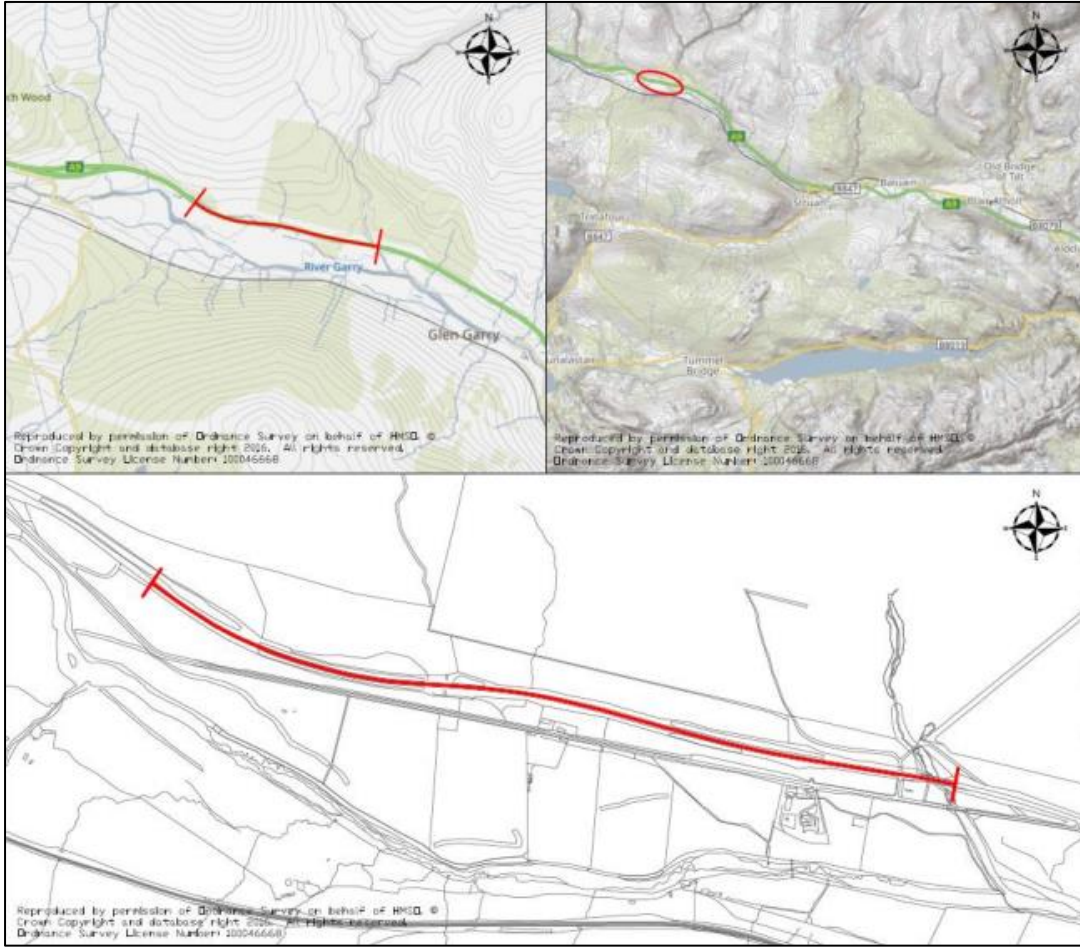 N
ch Wood
A9
River Garry
Glen Garry
Reproduced by permission of Ordnance Survey on behalf of HMSO. ©
Crown Copyright and database right 2016. All rights reserved.
Ordnance Survey License Number: 100046668
N
A9
Old Bridge
of Tilt
B847
Struan
Blair Atholl
A9
B8079
Trinafour
B847
B8019
Tummel
Bridge
Reproduced by permission of Ordnance Survey on behalf of HMSO. ©
Crown Copyright and database right 2016. All rights reserved.
Ordnance Survey License Number: 100046668
N
Reproduced by permission of Ordnance Survey on behalf of HMSO. ©
Crown Copyright and database right 2016. All rights reserved.
Ordnance Survey License Number: 100046668